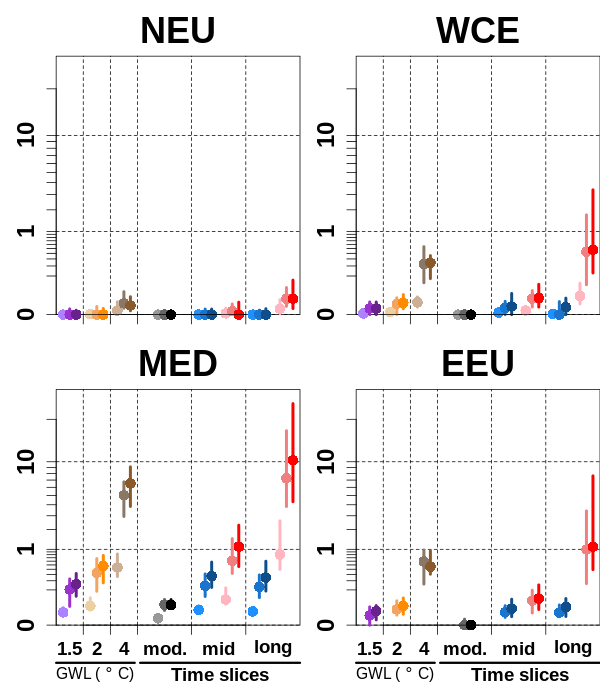 NEU WCE
10 10
1 1
0 0
MED EEU
10 10
1 1
0 0
1.5 2 4 mod. mid long 1.5 2 4 mod. mid long
GWL ( ° C) Time slices GWL ( ° C) Time slices